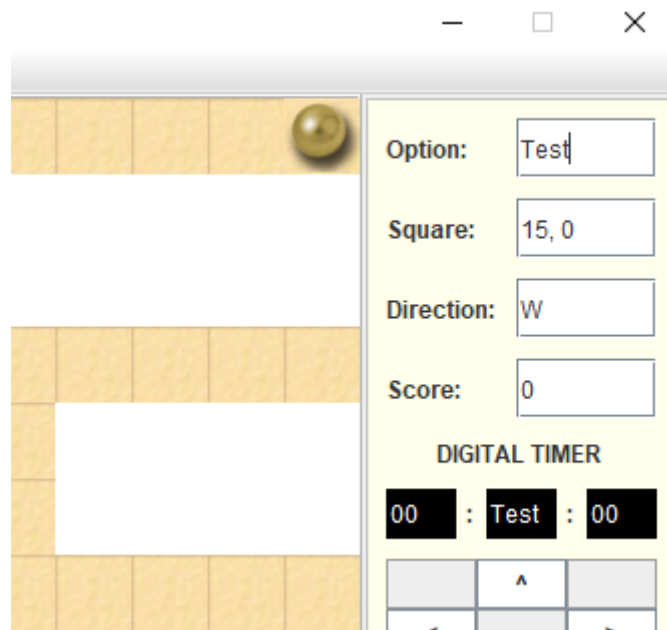 Option: Test
Square: 15, 0
Direction: W
Score: 0
DIGITAL TIMER
00 : Test : 00
^